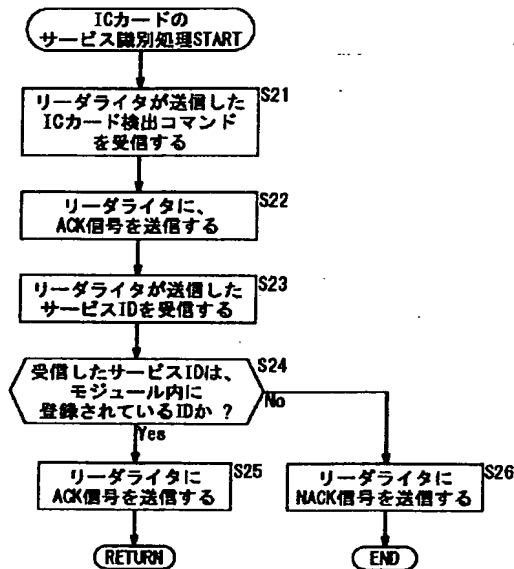 ICカードの
サービス識別処理START
S21
リーダライタが送信した
ICカード検出コマンド
を受信する
S22
リーダライタに、
ACK信号を送信する
S23
リーダライタが送信した
サービスIDを受信する
S24
受信したサービスIDは、
モジュール内に
登録されているIDか ?
No
Yes
S25
リーダライタに
ACK信号を送信する
S26
リーダライタに
NACK信号を送信する
RETURN
END